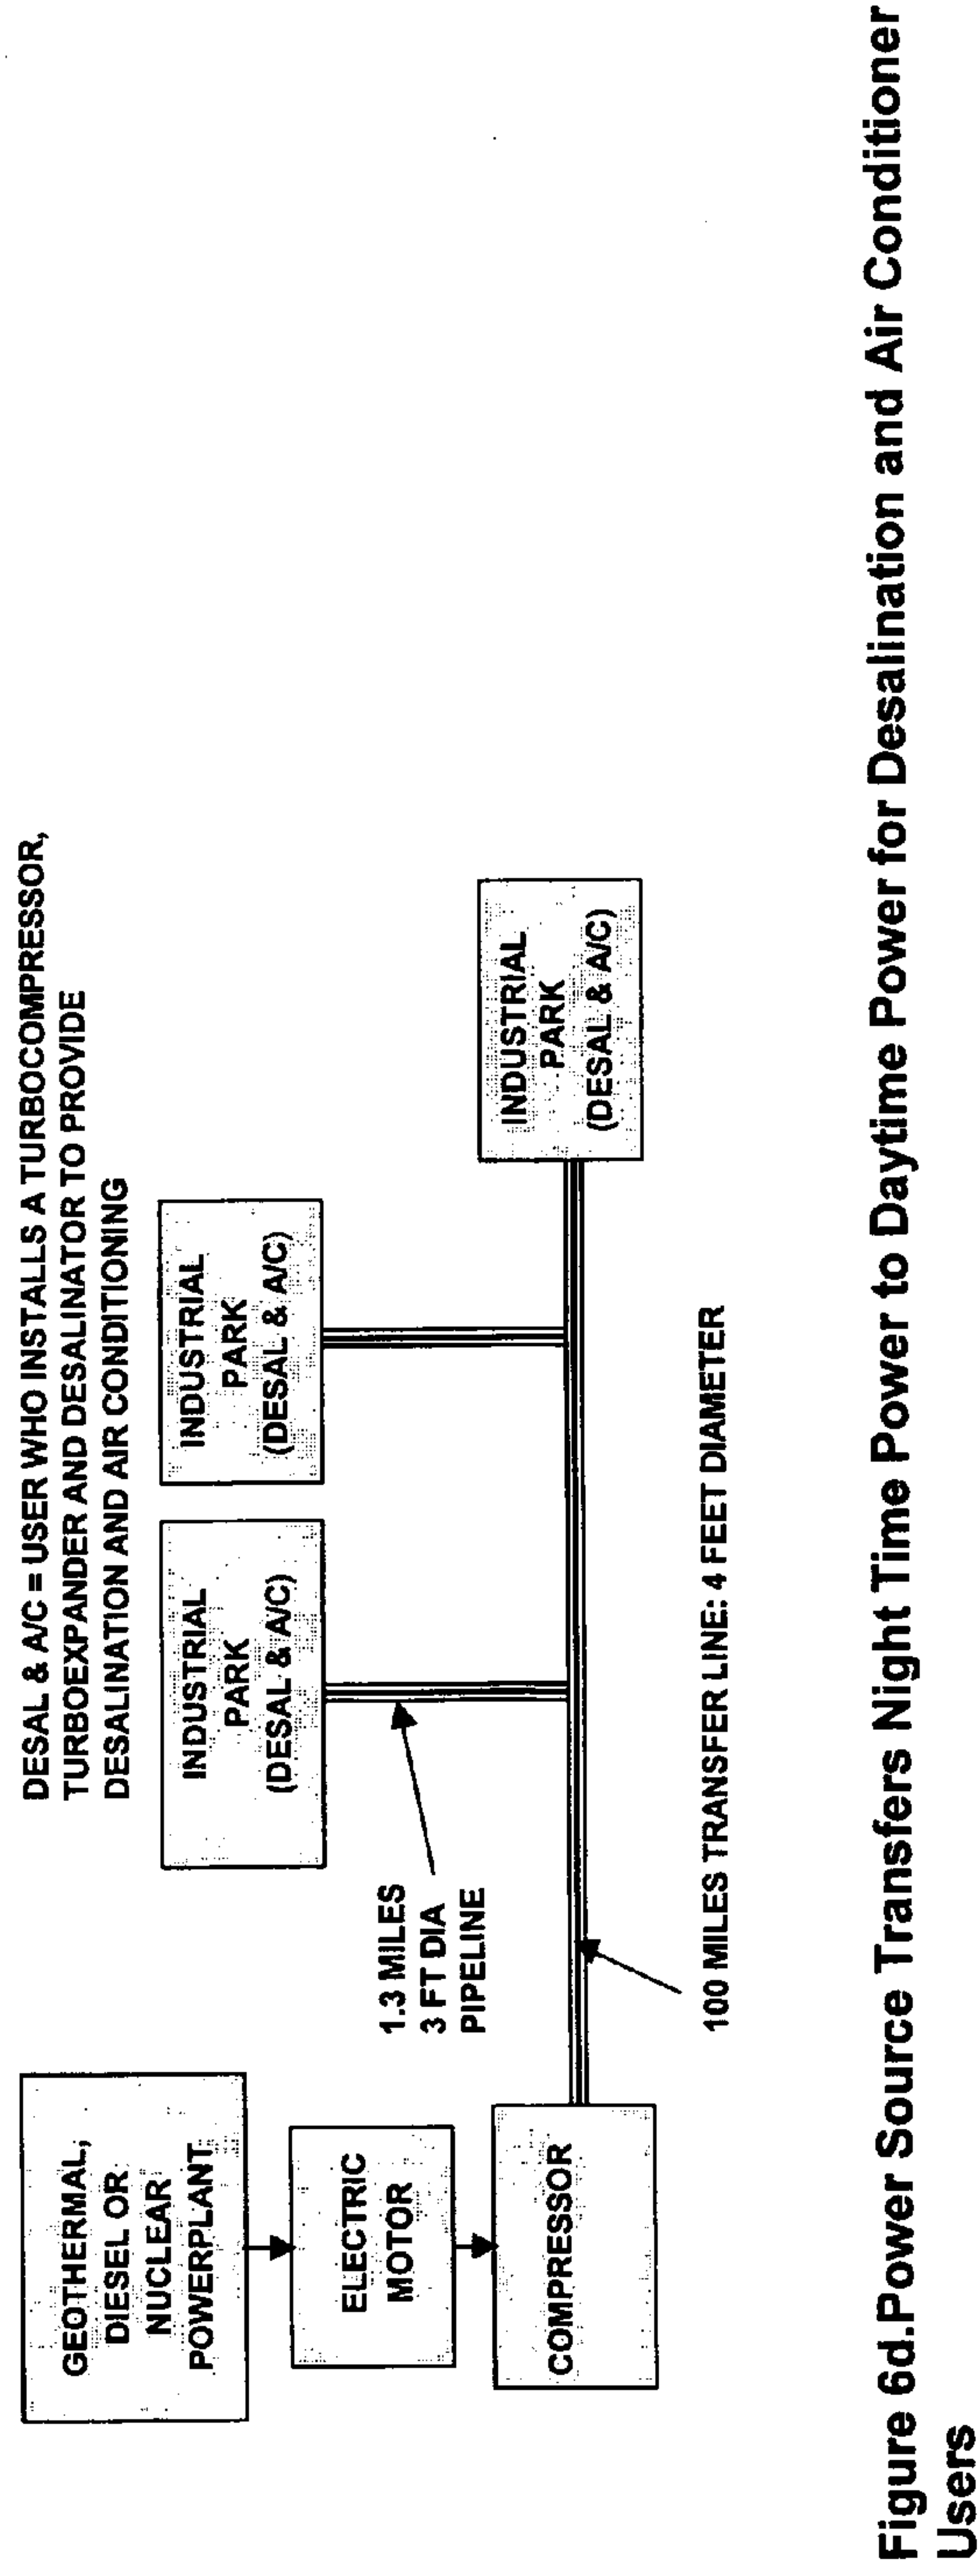 DESAL & A/C = USER WHO INSTALLS A TURBOCOMPRESSOR,
TURBOEXPANDER AND DESALINATOR TO PROVIDE
DESALINATION AND AIR CONDITIONING
GEOTHERMAL,
DIESEL OR
NUCLEAR
POWERPLANT
ELECTRIC
MOTOR
COMPRESSOR
1.3 MILES
3 FT DIA
PIPELINE
INDUSTRIAL
PARK
(DESAL & A/C)
INDUSTRIAL
PARK
(DESAL & A/C)
INDUSTRIAL
PARK
(DESAL & A/C)
100 MILES TRANSFER LINE: 4 FEET DIAMETER
Figure 6d.Power Source Transfers Night Time Power to Daytime Power for Desalination and Air Conditioner
Users